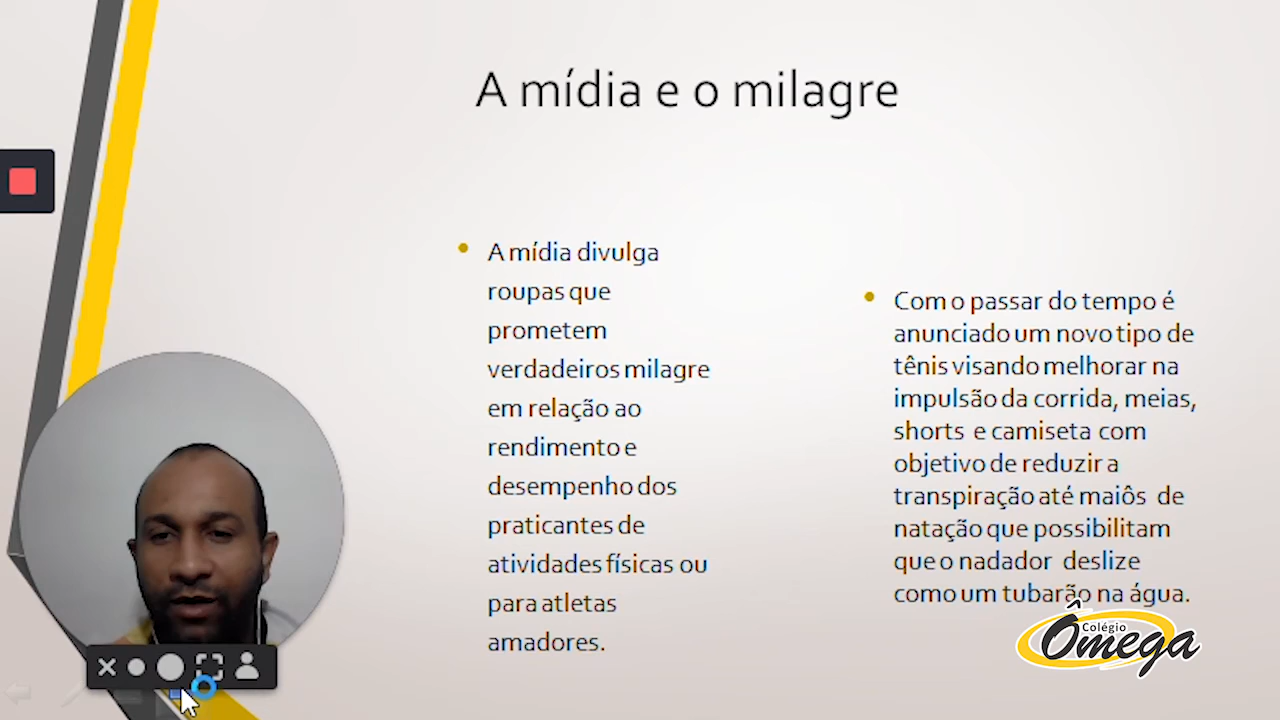 A mídia e o milagre
A mídia divulga
roupas que
prometem
verdadeiros milagre
em relação ao
rendimento e
desempenho dos
praticantes de
atividades físicas ou
para atletas
amadores.
Com o passar do tempo é
anunciado um novo tipo de
tênis visando melhorar na
impulsão da corrida, meias,
shorts e camiseta com
objetivo de reduzir a
transpiração até maiôs de
natação que possibilitam
que o nadador deslize
como um tubarão na água.
Colégio
Ômega